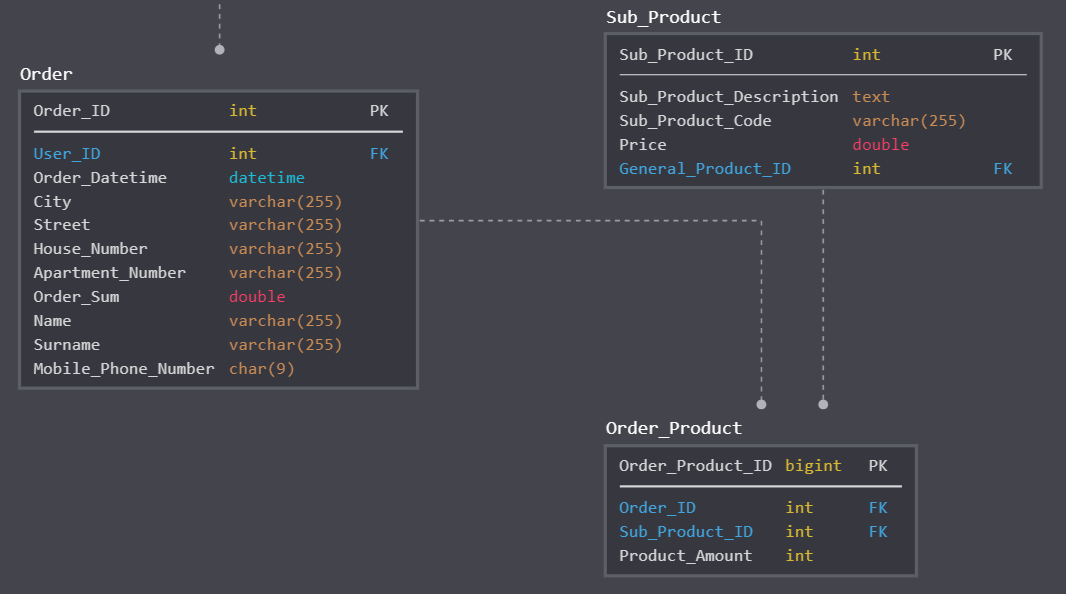 Order
Order_ID int PK
User_ID int FK
Order_Datetime datetime
City varchar(255)
Street varchar(255)
House_Number varchar(255)
Apartment_Number varchar(255)
Order_Sum double
Name varchar(255)
Surname varchar(255)
Mobile_Phone_Number char(9)
Sub_Product
Sub_Product_ID int PK
Sub_Product_Description text
Sub_Product_Code varchar(255)
Price double
General_Product_ID int FK
Order_Product
Order_Product_ID bigint PK
Order_ID int FK
Sub_Product_ID int FK
Product_Amount int